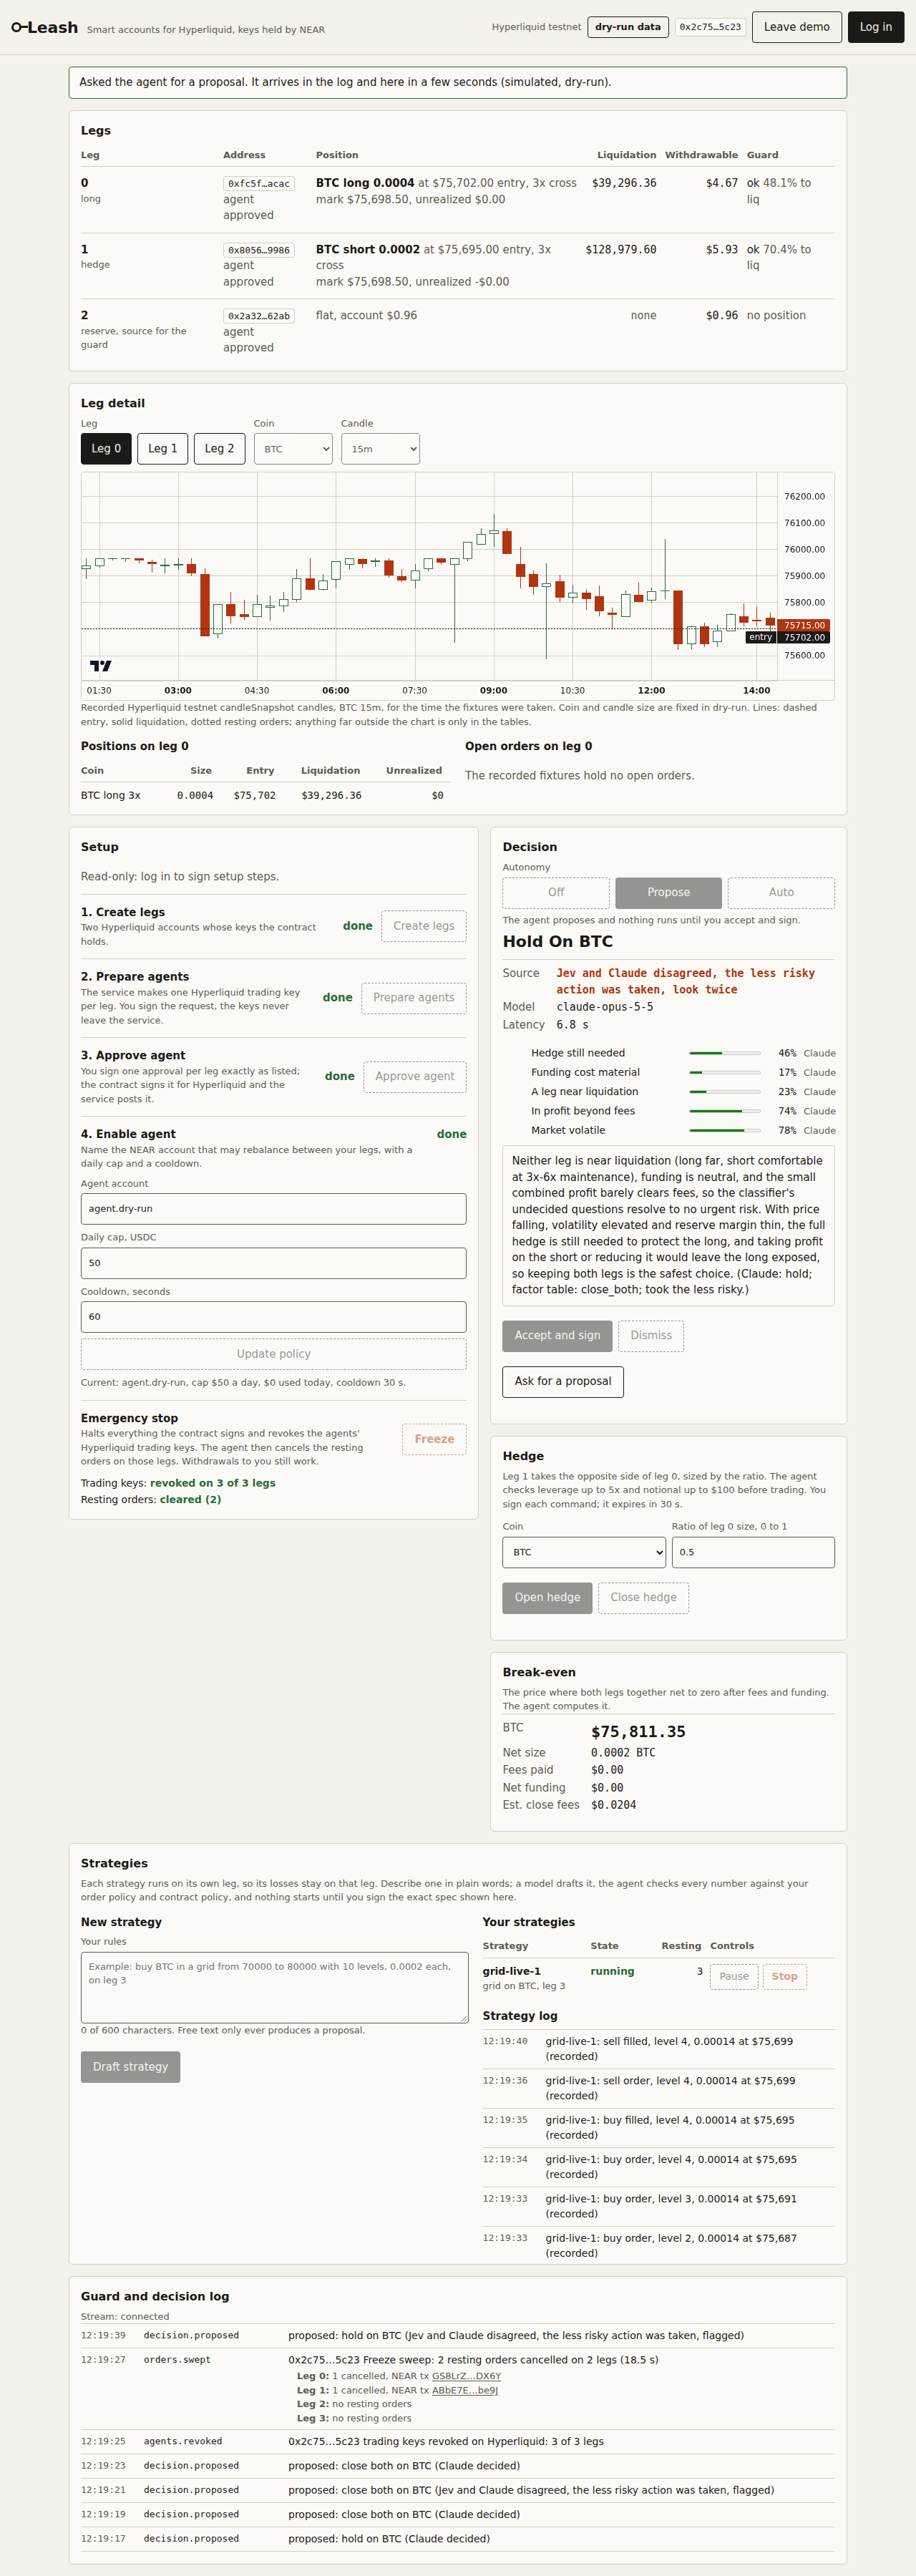 Leash Smart accounts for Hyperliquid, keys held by NEAR Hyperliquid testnet dry-run data 0x2c75…5c23 Leave demo Log in
Asked the agent for a proposal. It arrives in the log and here in a few seconds (simulated, dry-run).
Legs
Leg Address Position Liquidation Withdrawable Guard
0 0xfc5f…acac BTC long 0.0004 at $75,702.00 entry, 3x cross $39,296.36 $4.67 ok 48.1% to
long agent mark $75,698.50, unrealized $0.00 liq
approved
1 0x8056…9986 BTC short 0.0002 at $75,695.00 entry, 3x $128,979.60 $5.93 ok 70.4% to
hedge agent cross liq
approved mark $75,698.50, unrealized -$0.00
2 0x2a32…62ab flat, account $0.96 none $0.96 no position
reserve, source for the agent
guard approved
Leg detail
Leg Coin Candle
Leg 0 Leg 1 Leg 2 BTC 15m
76200.00
76100.00
76000.00
75900.00
75800.00
75715.00
entry 75702.00
75600.00
01:30 03:00 04:30 06:00 07:30 09:00 10:30 12:00 14:00
Recorded Hyperliquid testnet candleSnapshot candles, BTC 15m, for the time the fixtures were taken. Coin and candle size are fixed in dry-run. Lines: dashed
entry, solid liquidation, dotted resting orders; anything far outside the chart is only in the tables.
Positions on leg 0
Coin Size Entry Liquidation Unrealized
BTC long 3x 0.0004 $75,702 $39,296.36 $0
Open orders on leg 0
The recorded fixtures hold no open orders.
Setup
Read-only: log in to sign setup steps.
1. Create legs
Two Hyperliquid accounts whose keys the contract
holds.
done Create legs
2. Prepare agents
The service makes one Hyperliquid trading key
per leg. You sign the request, the keys never
leave the service.
done Prepare agents
3. Approve agent
You sign one approval per leg exactly as listed;
the contract signs it for Hyperliquid and the
service posts it.
done Approve agent
4. Enable agent done
Name the NEAR account that may rebalance between your legs, with a
daily cap and a cooldown.
Agent account
agent.dry-run
Daily cap, USDC
50
Cooldown, seconds
60
Update policy
Current: agent.dry-run, cap $50 a day, $0 used today, cooldown 30 s.
Emergency stop
Halts everything the contract signs and revokes the agents'
Hyperliquid trading keys. The agent then cancels the resting
orders on those legs. Withdrawals to you still work.
Freeze
Trading keys: revoked on 3 of 3 legs
Resting orders: cleared (2)
Decision
Autonomy
Off Propose Auto
The agent proposes and nothing runs until you accept and sign.
Hold On BTC
Source Jev and Claude disagreed, the less risky
action was taken, look twice
Model claude-opus-5-5
Latency 6.8 s
Hedge still needed 46% Claude
Funding cost material 17% Claude
A leg near liquidation 23% Claude
In profit beyond fees 74% Claude
Market volatile 78% Claude
Neither leg is near liquidation (long far, short comfortable
at 3x-6x maintenance), funding is neutral, and the small
combined profit barely clears fees, so the classifier's
undecided questions resolve to no urgent risk. With price
falling, volatility elevated and reserve margin thin, the full
hedge is still needed to protect the long, and taking profit
on the short or reducing it would leave the long exposed,
so keeping both legs is the safest choice. (Claude: hold;
factor table: close_both; took the less risky.)
Accept and sign Dismiss
Ask for a proposal
Hedge
Leg 1 takes the opposite side of leg 0, sized by the ratio. The agent
checks leverage up to 5x and notional up to $100 before trading. You
sign each command; it expires in 30 s.
Coin Ratio of leg 0 size, 0 to 1
BTC 0.5
Open hedge Close hedge
Break-even
The price where both legs together net to zero after fees and funding.
The agent computes it.
BTC $75,811.35
Net size 0.0002 BTC
Fees paid $0.00
Net funding $0.00
Est. close fees $0.0204
Strategies
Each strategy runs on its own leg, so its losses stay on that leg. Describe one in plain words; a model drafts it, the agent checks every number against your
order policy and contract policy, and nothing starts until you sign the exact spec shown here.
New strategy
Your rules
Example: buy BTC in a grid from 70000 to 80000 with 10 levels, 0.0002 each,
on leg 3
0 of 600 characters. Free text only ever produces a proposal.
Draft strategy
Your strategies
Strategy State Resting Controls
grid-live-1 running 3 Pause Stop
grid on BTC, leg 3
Strategy log
12:19:40 grid-live-1: sell filled, level 4, 0.00014 at $75,699
(recorded)
12:19:36 grid-live-1: sell order, level 4, 0.00014 at $75,699
(recorded)
12:19:35 grid-live-1: buy filled, level 4, 0.00014 at $75,695
(recorded)
12:19:34 grid-live-1: buy order, level 4, 0.00014 at $75,695
(recorded)
12:19:33 grid-live-1: buy order, level 3, 0.00014 at $75,691
(recorded)
12:19:33 grid-live-1: buy order, level 2, 0.00014 at $75,687
(recorded)
Guard and decision log
Stream: connected
12:19:39 decision.proposed proposed: hold on BTC (Jev and Claude disagreed, the less risky action was taken, flagged)
12:19:27 orders.swept 0x2c75…5c23 Freeze sweep: 2 resting orders cancelled on 2 legs (18.5 s)
Leg 0: 1 cancelled, NEAR tx GS8LrZ…DX6Y
Leg 1: 1 cancelled, NEAR tx ABbE7E…be9J
Leg 2: no resting orders
Leg 3: no resting orders
12:19:25 agents.revoked 0x2c75…5c23 trading keys revoked on Hyperliquid: 3 of 3 legs
12:19:23 decision.proposed proposed: close both on BTC (Claude decided)
12:19:21 decision.proposed proposed: close both on BTC (Jev and Claude disagreed, the less risky action was taken, flagged)
12:19:19 decision.proposed proposed: close both on BTC (Claude decided)
12:19:17 decision.proposed proposed: hold on BTC (Claude decided)